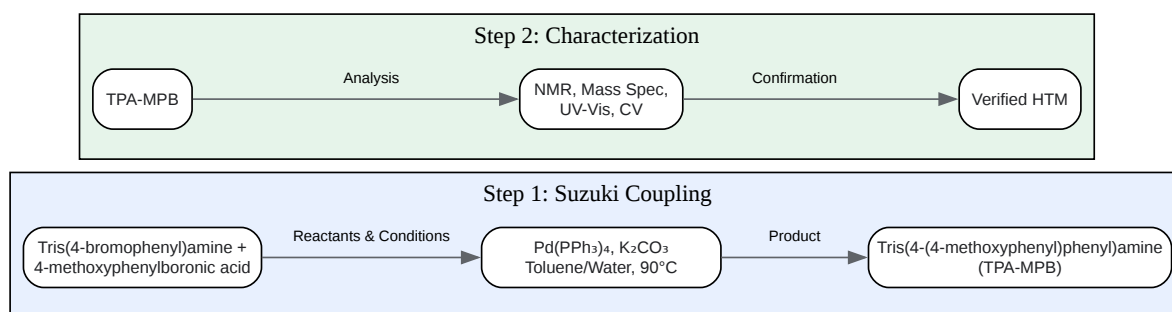 Step 2: Characterization
TPA-MPB
Analysis
NMR, Mass Spec,
UV-Vis, CV
Confirmation
Verified HTM
Step 1: Suzuki Coupling
Tris(4-bromophenyl)amine +
4-methoxyphenylboronic acid
Reactants & Conditions
Pd(PPh₃)₄, K₂CO₃
Toluene/Water, 90°C
Product
Tris(4-(4-methoxyphenyl)phenyl)amine
(TPA-MPB)